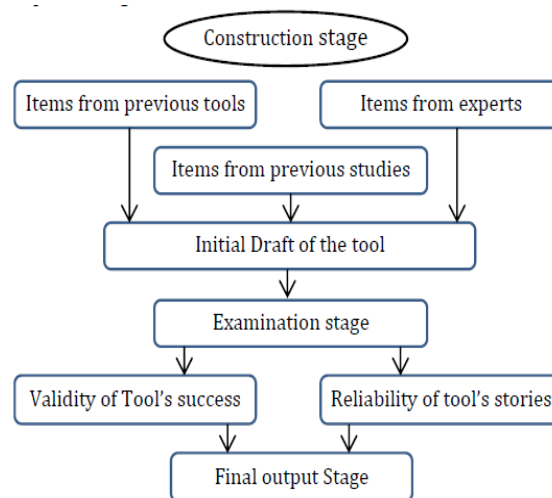 Construction stage
Items from previous tools
Items from experts
Items from previous studies
Initial Draft of the tool
Examination stage
Validity of Tool's success
Reliability of tool's stories
Final output Stage